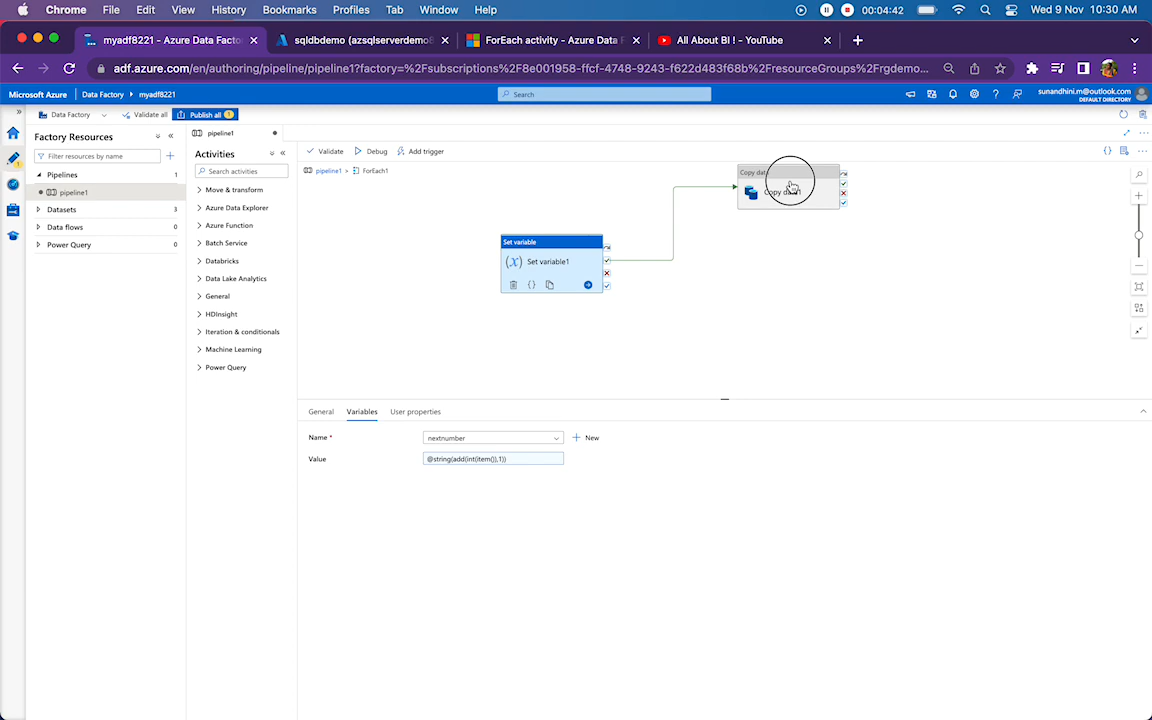 Chrome File Edit View History Bookmarks Profiles Tab Window Help 00:04:42 Wed 9 Nov 10:30 AM
myadf8221 - Azure Data Facto sqldbdemo (azsqlserverdemo8 ForEach activity - Azure Data F All About BI ! - YouTube
adf.azure.com/en/authoring/pipeline/pipeline1?factory=%2Fsubscriptions%2F8e001958-ffcf-4748-9243-f622d483f68b%2FresourceGroups%2Frgdemo...
Microsoft Azure Data Factory myadf8221 Search sunandhini.m@outlook.com
DEFAULT DIRECTORY
Data Factory Validate all Publish all 1
Factory Resources
Filter resources by name
Pipelines 1
pipeline1
Datasets 3
Data flows 0
Power Query 0
pipeline1
Activities
Search activities
Move & transform
Azure Data Explorer
Azure Function
Batch Service
Databricks
Data Lake Analytics
General
HDInsight
Iteration & conditionals
Machine Learning
Power Query
Validate Debug Add trigger
pipeline1 > ForEach1
Copy data
Copy data1
Set variable
(x) Set variable1
General Variables User properties
Name * nextnumber New
Value @string(add(int(item()),1))